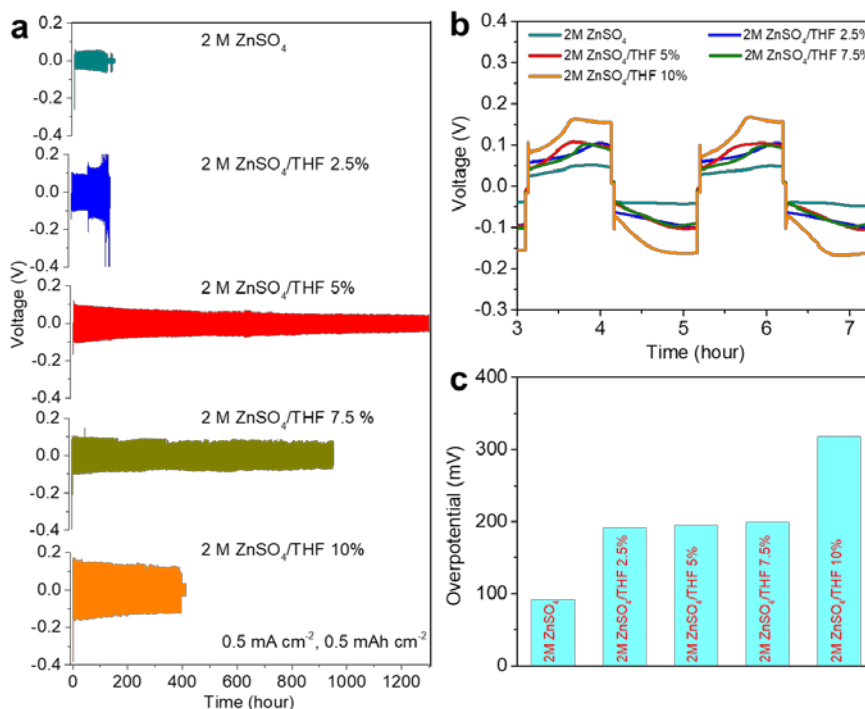 a
2 M ZnSO₄
0.2
0.0
-0.2
-0.4
2 M ZnSO₄/THF 2.5%
0.2
0.0
-0.2
-0.4
2 M ZnSO₄/THF 5%
0.2
0.0
-0.2
-0.4
2 M ZnSO₄/THF 7.5 %
0.2
0.0
-0.2
-0.4
2 M ZnSO₄/THF 10%
0.2
0.0
-0.2
-0.4
0.5 mA cm⁻², 0.5 mAh cm⁻²
Voltage (V)
0 200 400 600 800 1000 1200
Time (hour)
b
2M ZnSO₄
2M ZnSO₄/THF 2.5%
2M ZnSO₄/THF 5%
2M ZnSO₄/THF 7.5%
2M ZnSO₄/THF 10%
0.4
0.3
0.2
0.1
0.0
-0.1
-0.2
-0.3
Voltage (V)
3 4 5 6 7
Time (hour)
c
400
300
200
100
0
Overpotential (mV)
2M ZnSO₄
2M ZnSO₄/THF 2.5%
2M ZnSO₄/THF 5%
2M ZnSO₄/THF 7.5%
2M ZnSO₄/THF 10%